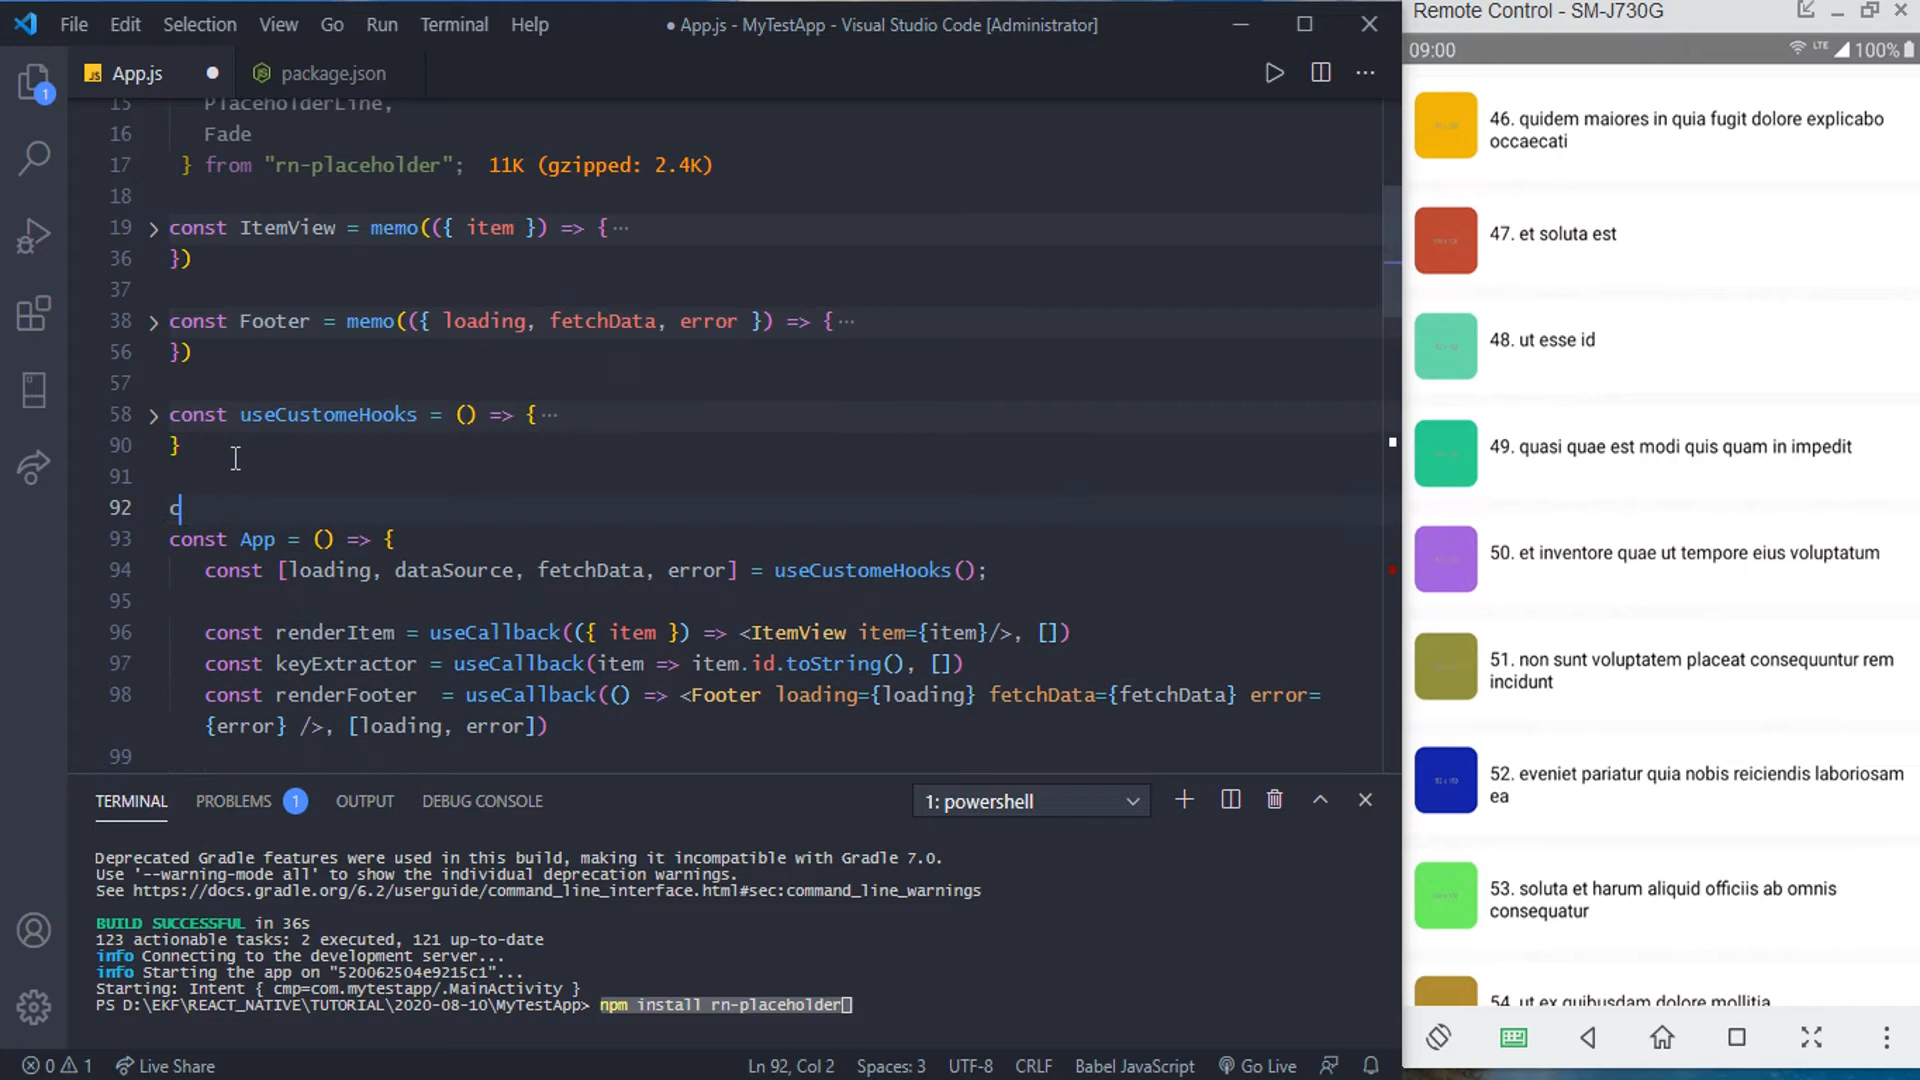 File Edit Selection View Go Run Terminal Help
● App.js - MyTestApp - Visual Studio Code [Administrator]
Remote Control - SM-J730G
JS App.js
package.json
09:00 LTE 100%
1
15 PlaceholderLine,
16 Fade
17 } from "rn-placeholder"; 11K (gzipped: 2.4K)
18
19 const ItemView = memo(({ item }) => {···
36 })
37
38 const Footer = memo(({ loading, fetchData, error }) => {···
56 })
57
58 const useCustomeHooks = () => {···
90 }
91
92 c
93 const App = () => {
94 const [loading, dataSource, fetchData, error] = useCustomeHooks();
95
96 const renderItem = useCallback(({ item }) => <ItemView item={item}/>, [])
97 const keyExtractor = useCallback(item => item.id.toString(), [])
98 const renderFooter  = useCallback(() => <Footer loading={loading} fetchData={fetchData} error=
{error} />, [loading, error])
99
TERMINAL PROBLEMS 1 OUTPUT DEBUG CONSOLE 1: powershell
Deprecated Gradle features were used in this build, making it incompatible with Gradle 7.0.
Use '--warning-mode all' to show the individual deprecation warnings.
See https://docs.gradle.org/6.2/userguide/command_line_interface.html#sec:command_line_warnings
BUILD SUCCESSFUL in 36s
123 actionable tasks: 2 executed, 121 up-to-date
info Connecting to the development server...
info Starting the app on "520062504e9215c1"...
Starting: Intent { cmp=com.mytestapp/.MainActivity }
PS D:\EKF\REACT_NATIVE\TUTORIAL\2020-08-10\MyTestApp> npm install rn-placeholder
0 1 Live Share Ln 92, Col 2 Spaces: 3 UTF-8 CRLF Babel JavaScript Go Live
46. quidem maiores in quia fugit dolore explicabo
occaecati
47. et soluta est
48. ut esse id
49. quasi quae est modi quis quam in impedit
50. et inventore quae ut tempore eius voluptatum
51. non sunt voluptatem placeat consequuntur rem
incidunt
52. eveniet pariatur quia nobis reiciendis laboriosam
ea
53. soluta et harum aliquid officiis ab omnis
consequatur
54. ut ex quibusdam dolore mollitia